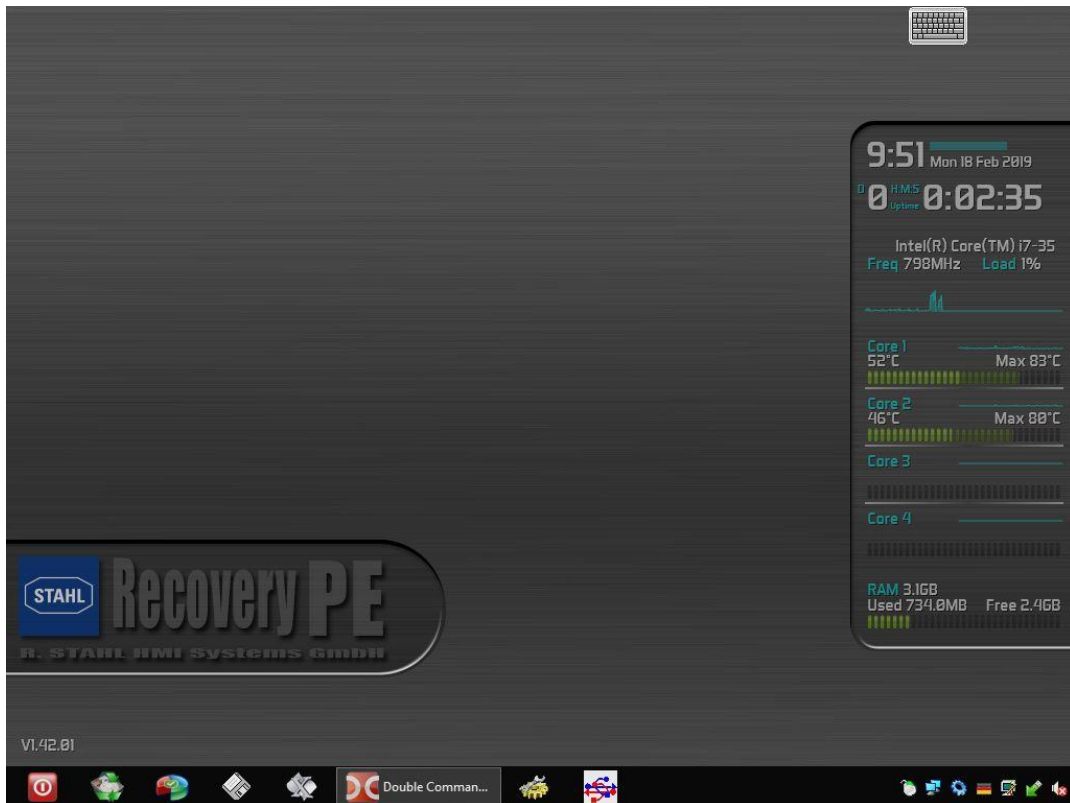 9:51 Mon 18 Feb 2019
D 0 H:M:S Uptime 0:02:35
Intel(R) Core(TM) i7-35
Freq 798MHz Load 1%
Core 1
52°C Max 83°C
Core 2
46°C Max 80°C
Core 3
Core 4
RAM 3.1GB
Used 734.0MB Free 2.4GB
STAHL
Recovery PE
R. STAHL HMI Systems GmbH
V1.42.01
Double Comman...